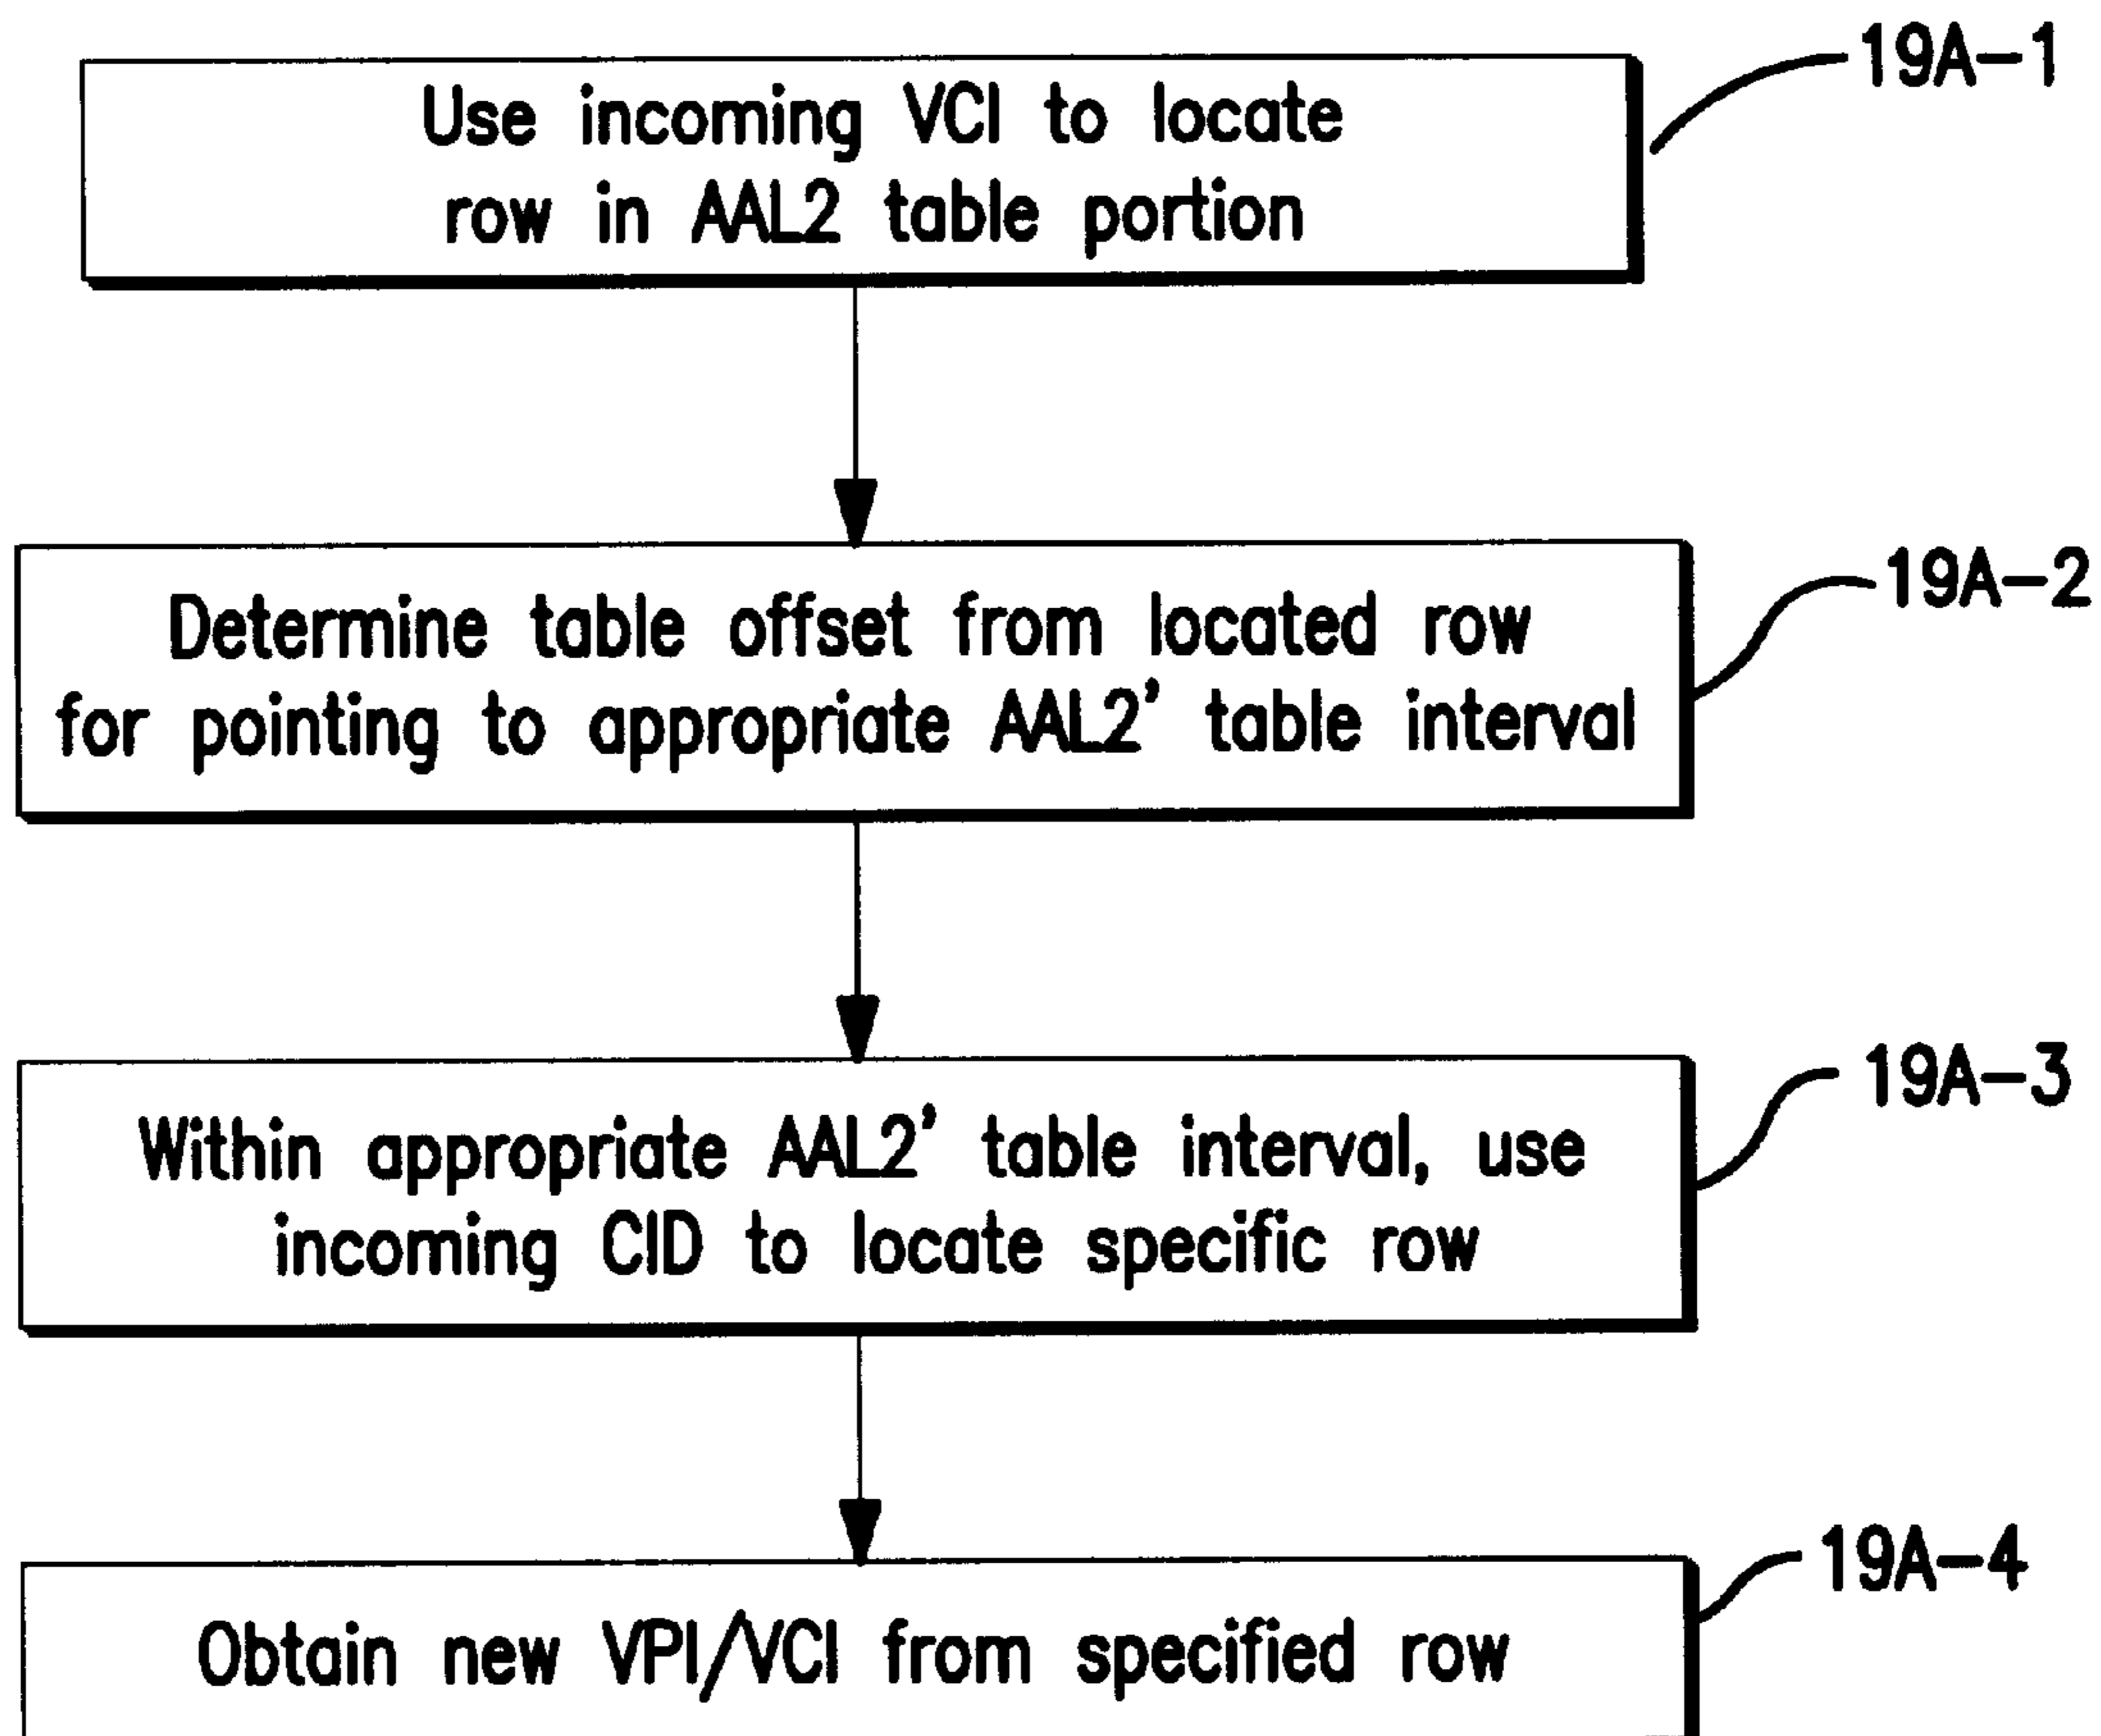 19A-1
Use incoming VCI to locate
row in AAL2 table portion
19A-2
Determine table offset from located row
for pointing to appropriate AAL2' table interval
19A-3
Within appropriate AAL2' table interval, use
incoming CID to locate specific row
19A-4
Obtain new VPI/VCI from specified row